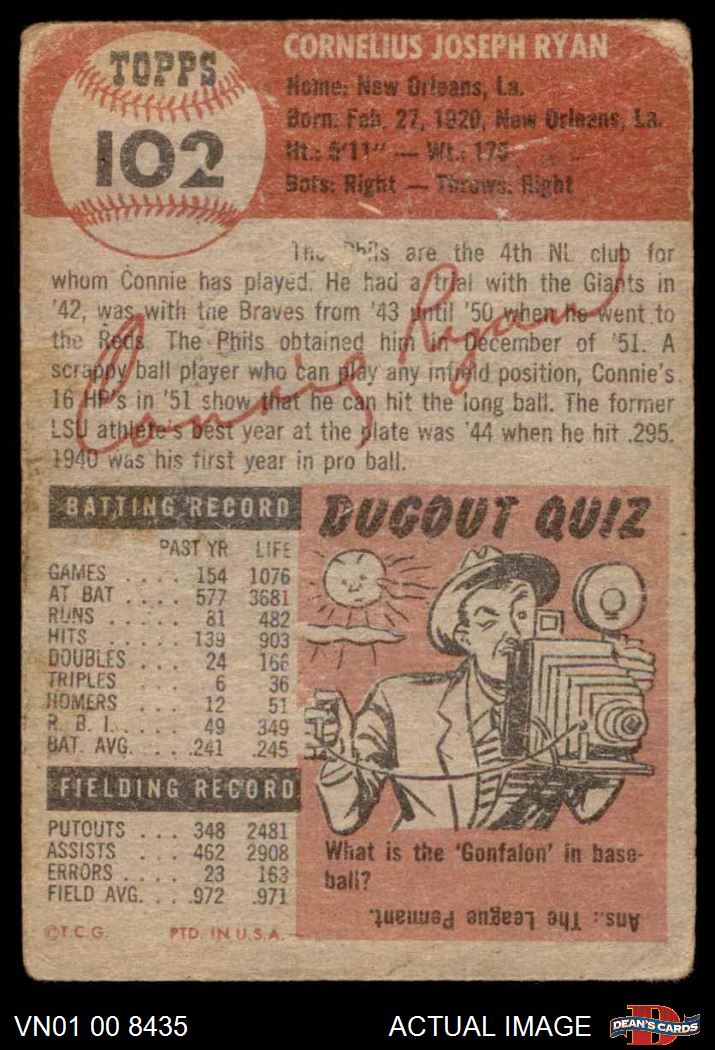 TOPPS
102
CORNELIUS JOSEPH RYAN
Home: New Orleans, La.
Born: Feb. 27, 1920, New Orleans, La.
Ht.: 5'11" — Wt.: 175
Bats: Right — Throws: Right
The Phils are the 4th NL club for
whom Connie has played. He had a trial with the Giants in
'42, was with the Braves from '43 until '50 when he went to
the Reds. The Phils obtained him in December of '51. A
scrappy ball player who can play any infield position, Connie's
16 HR's in '51 show that he can hit the long ball. The former
LSU athlete's best year at the plate was '44 when he hit .295.
1940 was his first year in pro ball.
Connie Ryan
BATTING RECORD
PAST YR LIFE
GAMES .... 154 1076
AT BAT .... 577 3681
RUNS ..... 81 482
HITS ..... 139 903
DOUBLES ... 24 166
TRIPLES .... 6 36
HOMERS ... 12 51
R. B. I. .... 49 349
BAT. AVG. ... .241 .245
FIELDING RECORD
PUTOUTS ... 348 2481
ASSISTS ... 462 2908
ERRORS .... 23 163
FIELD AVG. ... .972 .971
©T.C.G. PTD. IN U.S.A.
DUGOUT QUIZ
What is the 'Gonfalon' in base-
ball?
Ans.: The League Pennant.
VN01 00 8435
ACTUAL IMAGE
D
DEAN'S CARDS